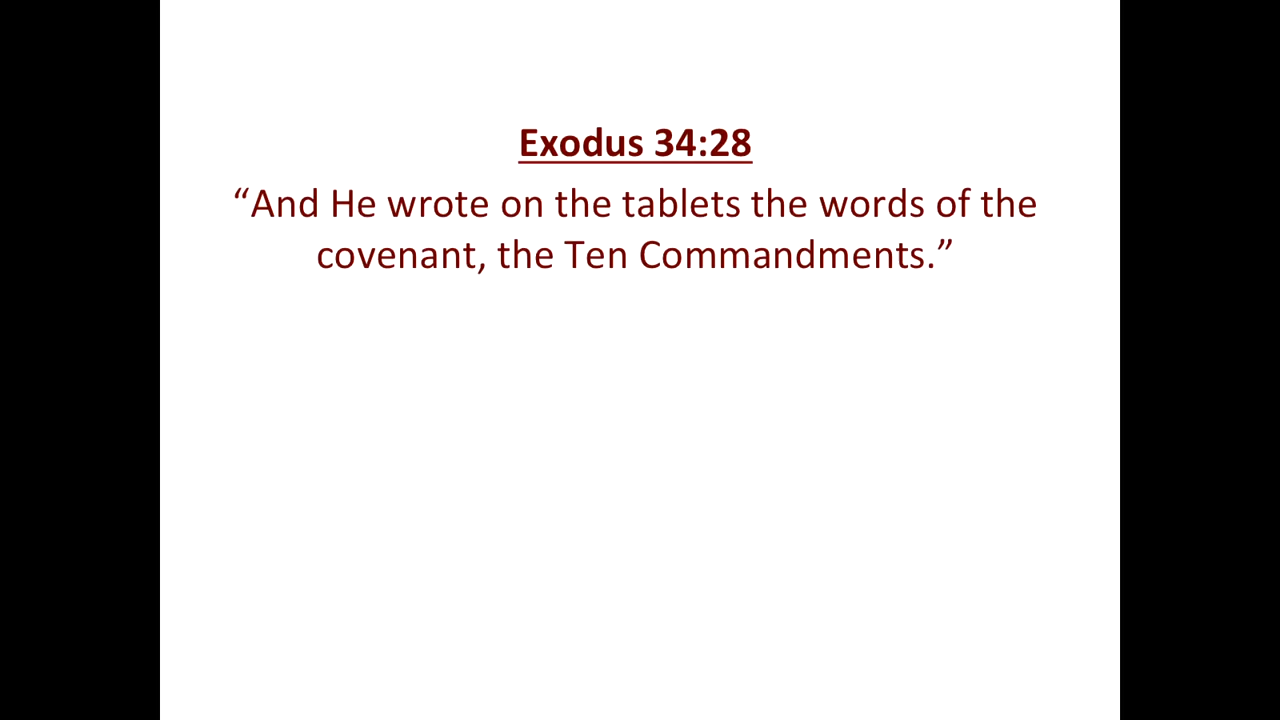 Exodus 34:28
“And He wrote on the tablets the words of the
covenant, the Ten Commandments.”